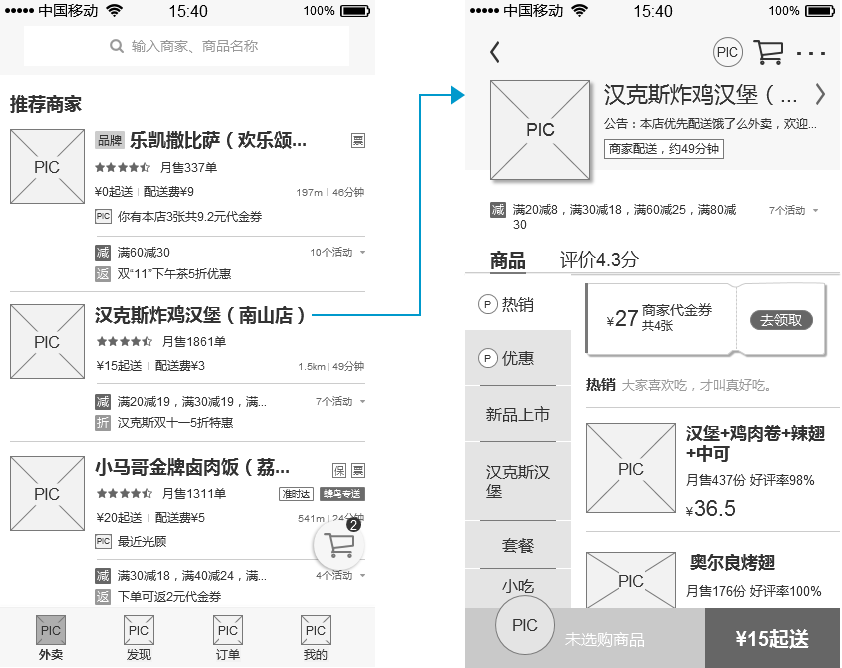 中国移动 15:40 100%
输入商家、商品名称
推荐商家
PIC
品牌 乐凯撒比萨（欢乐颂... 票
月售337单
¥0起送 配送费¥9 197m 46分钟
PIC 你有本店3张共9.2元代金券
减 满60减30 10个活动
返 双“11”下午茶5折优惠
PIC
汉克斯炸鸡汉堡（南山店）
月售1861单
¥15起送 配送费¥3 1.5km 49分钟
减 满20减19，满30减19，满... 7个活动
折 汉克斯双十一5折特惠
PIC
小马哥金牌卤肉饭（荔... 保 票
月售1311单 准时达 蜂鸟专送
¥20起送 配送费¥5 541m 24分钟
PIC 最近光顾
2
减 满30减18，满40减24，满... 4个活动
返 下单可返2元代金券
PIC PIC PIC PIC
外卖 发现 订单 我的
中国移动 15:40 100%
PIC ...
PIC
汉克斯炸鸡汉堡（...
公告：本店优先配送饿了么外卖，欢迎...
商家配送，约49分钟
减 满20减8，满30减18，满60减25，满80减
30
7个活动
商品 评价4.3分
P 热销
P 优惠
新品上市
汉克斯汉
堡
套餐
小吃
¥27 商家代金券
共4张
去领取
热销 大家喜欢吃，才叫真好吃。
PIC
汉堡+鸡肉卷+辣翅
+中可
月售437份 好评率98%
¥36.5
PIC
奥尔良烤翅
月售176份 好评率100%
PIC 未选购商品 ¥15起送